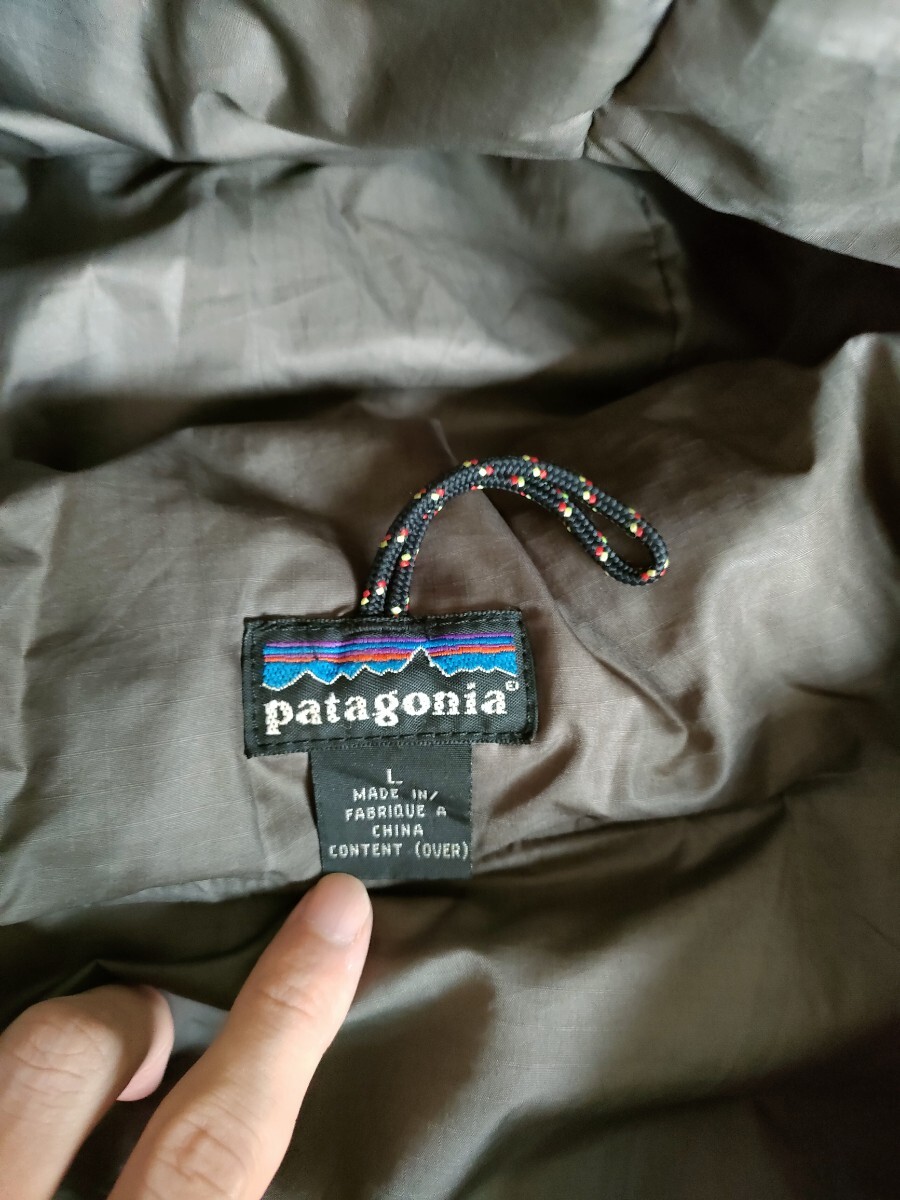 patagonia®
L
MADE IN/
FABRIQUE A
CHINA
CONTENT (OVER)